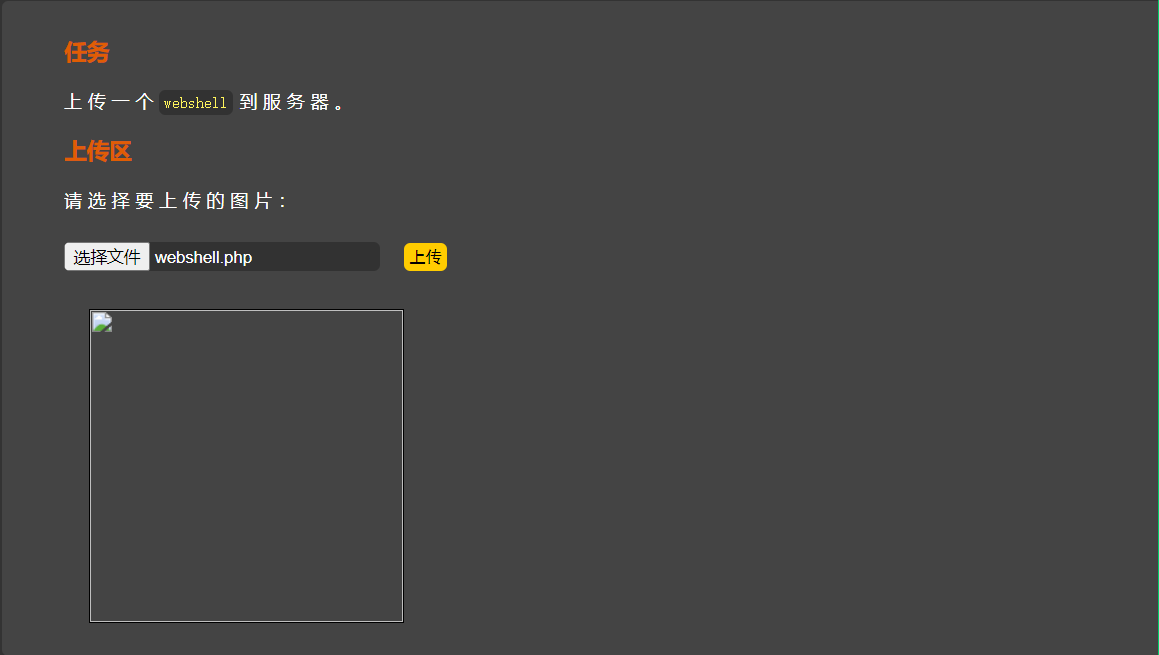 任务
上传一个 webshell 到服务器。
上传区
请选择要上传的图片：
选择文件 webshell.php 上传